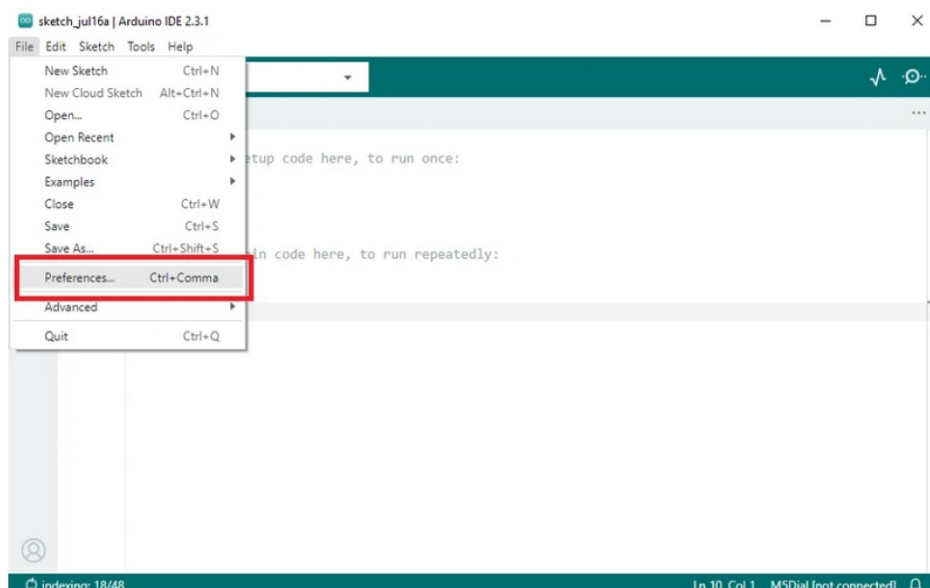 sketch_jul16a | Arduino IDE 2.3.1
File Edit Sketch Tools Help
New Sketch Ctrl+N
New Cloud Sketch Alt+Ctrl+N
Open... Ctrl+O
Open Recent
Sketchbook
etup code here, to run once:
Examples
Close Ctrl+W
Save Ctrl+S
Save As... Ctrl+Shift+S
in code here, to run repeatedly:
Preferences... Ctrl+Comma
Advanced
Quit Ctrl+Q
indexing: 18/48 Ln 10, Col 1 M5Dial [not connected]